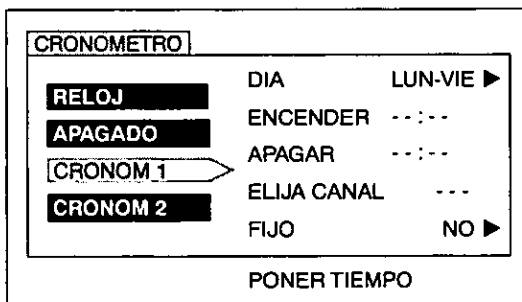 CRONOMETRO
RELOJ
APAGADO
CRONOM 1
CRONOM 2
DIA LUN-VIE ▶
ENCENDER --:--
APAGAR --:--
ELIJA CANAL ---
FIJO NO ▶
PONER TIEMPO